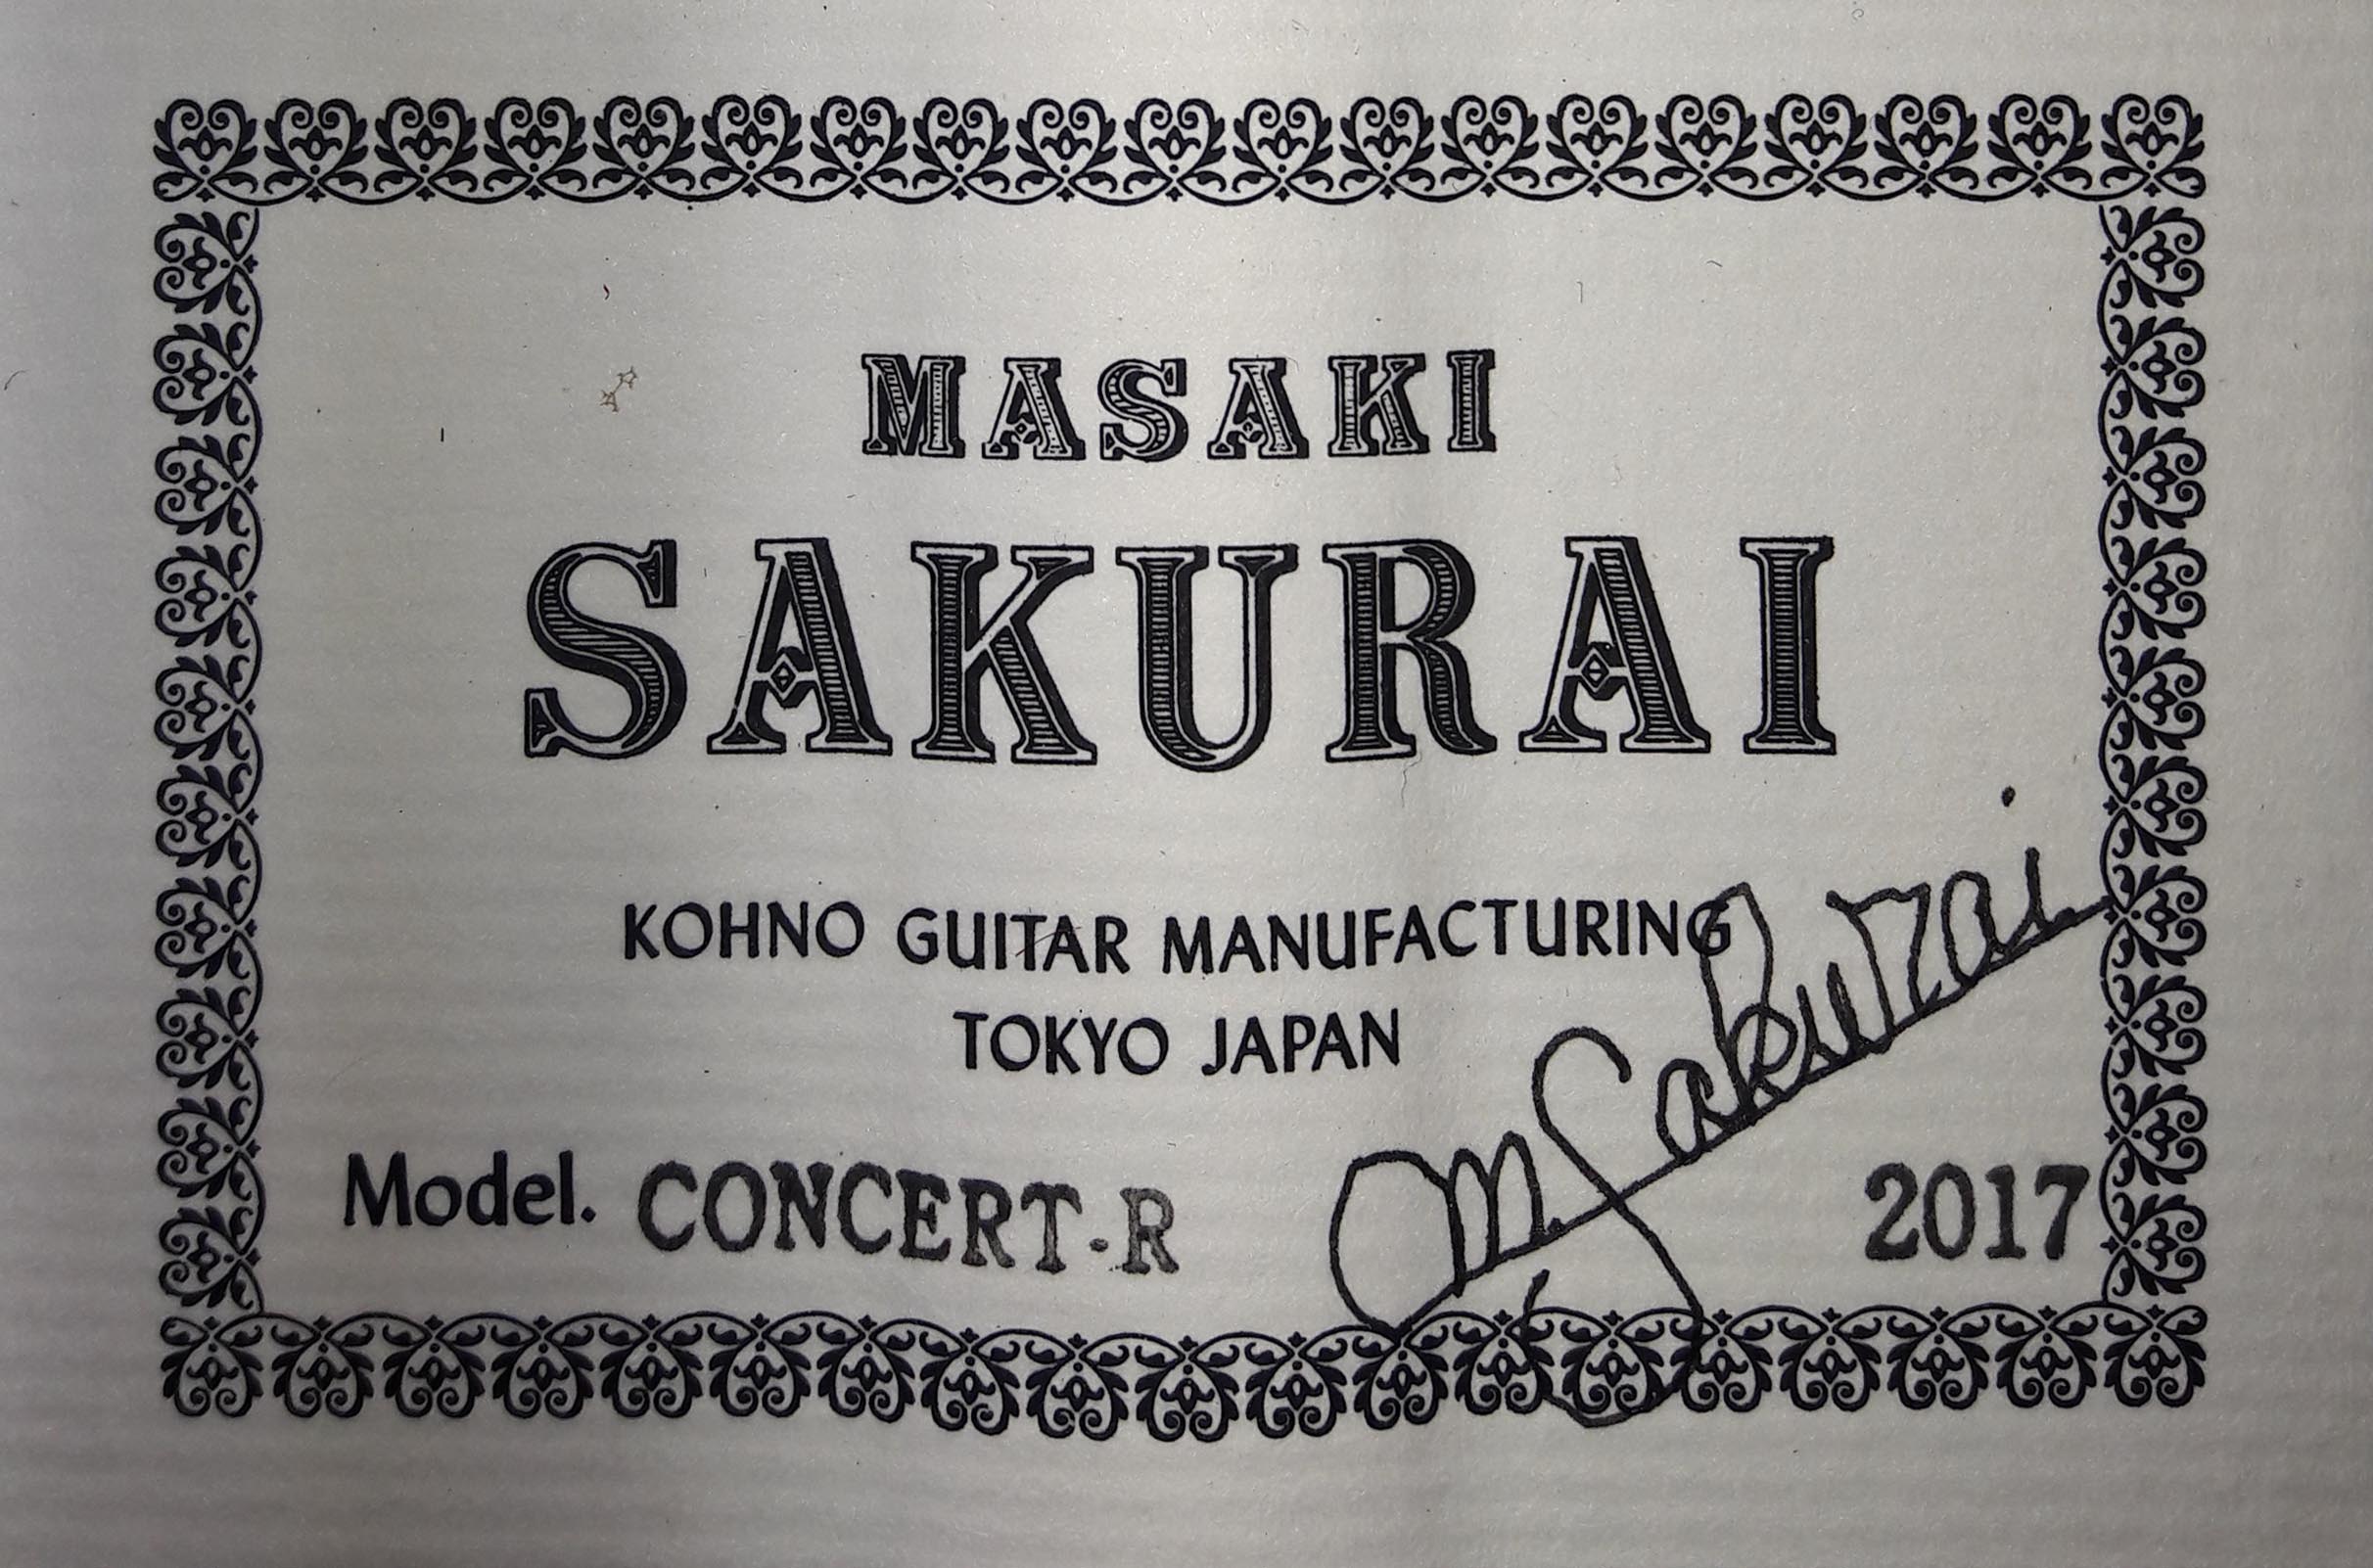 MASAKI
SAKURAI
KOHNO GUITAR MANUFACTURING
TOKYO JAPAN
M. Sakurai
Model. CONCERT-R 2017